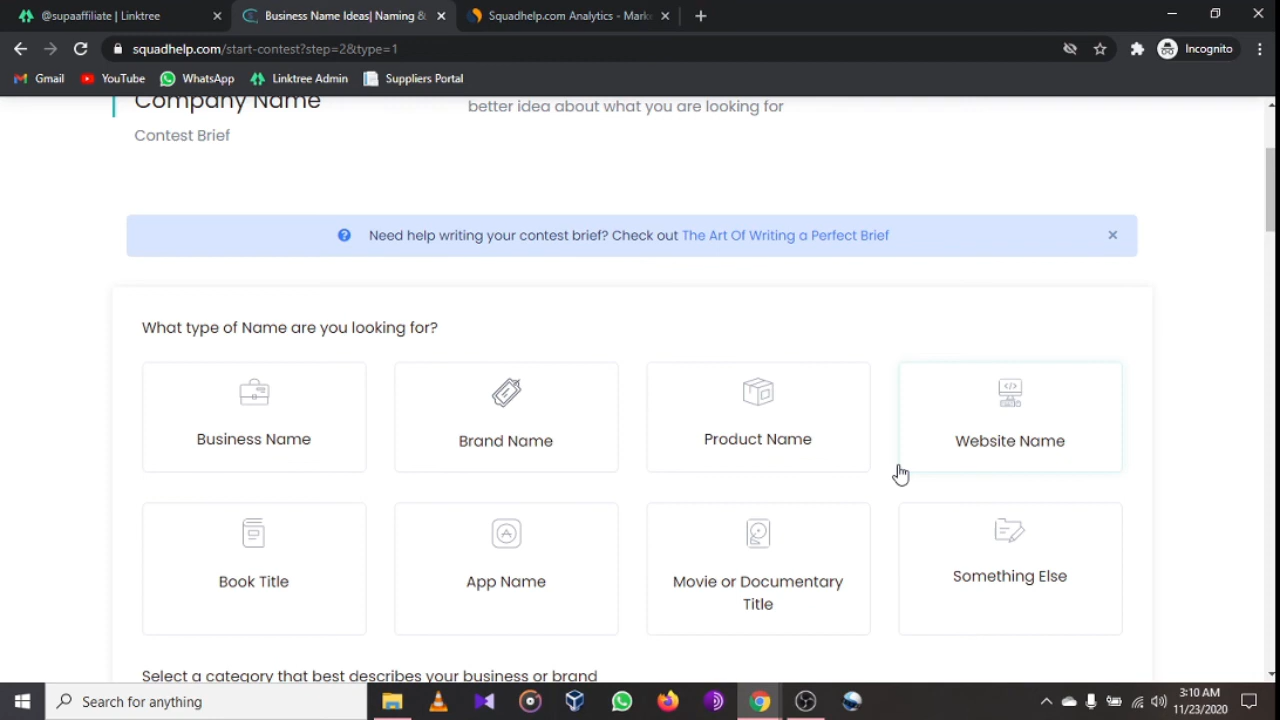 @supaaffiliate | Linktree
Business Name Ideas| Naming &
Squadhelp.com Analytics - Mark
squadhelp.com/start-contest?step=2&type=1
Incognito
Gmail
YouTube
WhatsApp
Linktree Admin
Suppliers Portal
Company Name
better idea about what you are looking for
Contest Brief
Need help writing your contest brief? Check out The Art Of Writing a Perfect Brief
What type of Name are you looking for?
Business Name
Brand Name
Product Name
Website Name
Book Title
App Name
Movie or Documentary
Title
Something Else
Select a category that best describes your business or brand
Search for anything
3:10 AM
11/23/2020